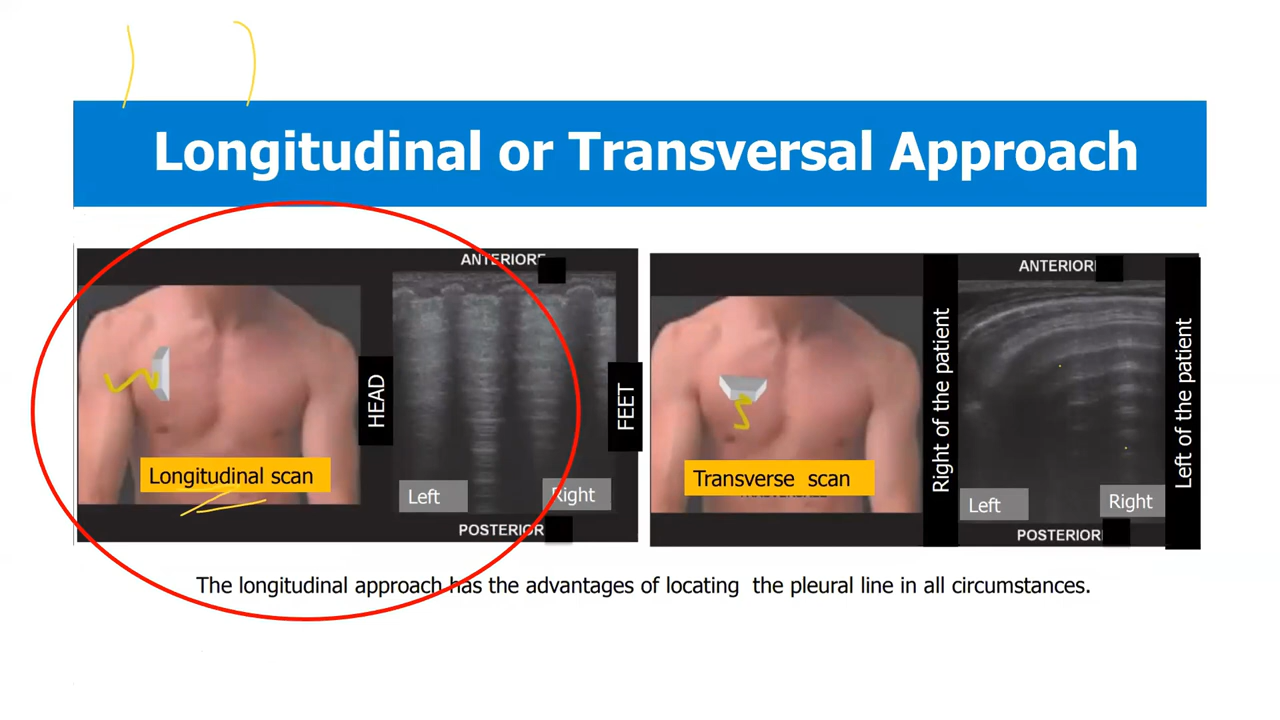 Longitudinal or Transversal Approach
ANTERIORE
HEAD
FEET
Longitudinal scan
Left
Right
POSTERIOR
ANTERIOR
Right of the patient
Left of the patient
Transverse scan
Left
Right
POSTERIOR
The longitudinal approach has the advantages of locating the pleural line in all circumstances.